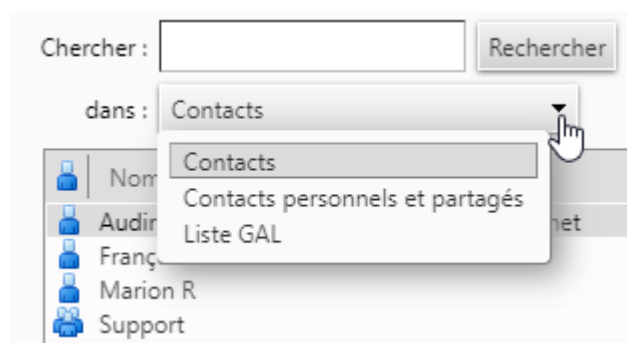 Chercher :
Rechercher
dans : Contacts
Contacts
Contacts personnels et partagés
Liste GAL
Marion R
Support